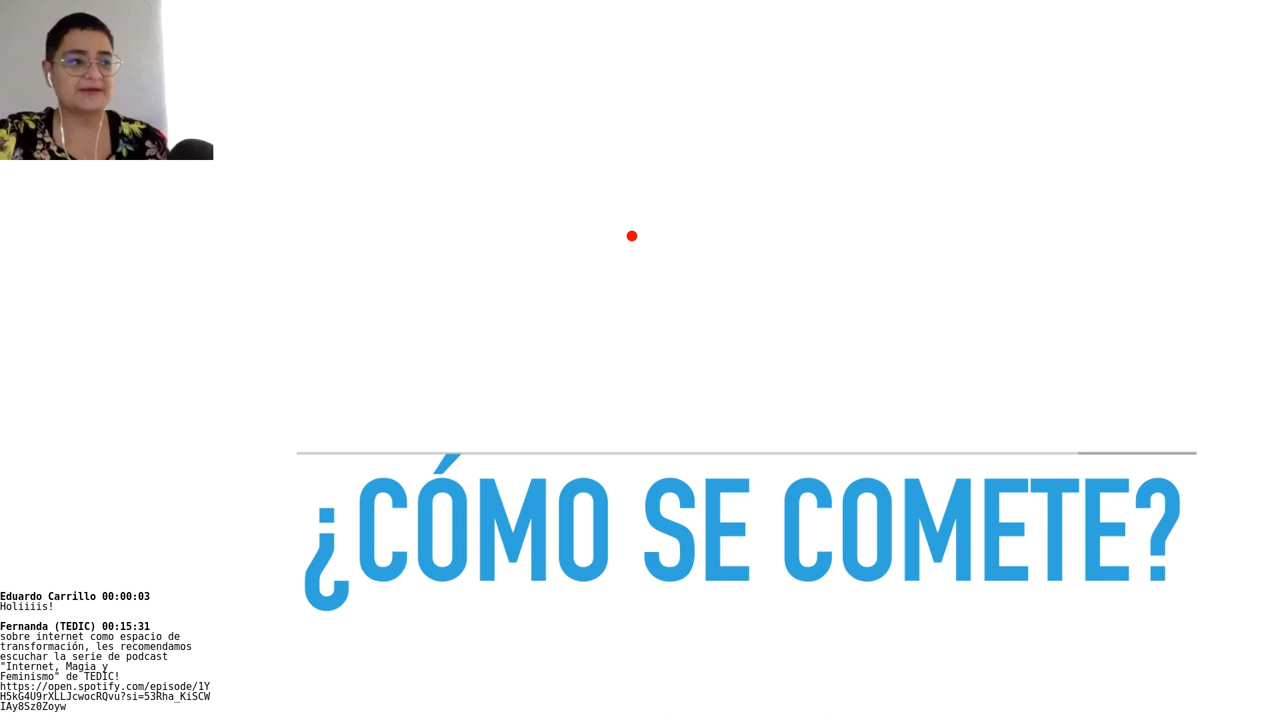 ¿CÓMO SE COMETE?
Eduardo Carrillo 00:00:03
Holiiiis!
Fernanda (TEDIC) 00:15:31
sobre internet como espacio de
transformación, les recomendamos
escuchar la serie de podcast
"Internet, Magia y
Feminismo" de TEDIC!
https://open.spotify.com/episode/1Y
H5kG4U9rXLLJcwocRQvu?si=53Rha_KiSCW
IAy8Sz0Zoyw